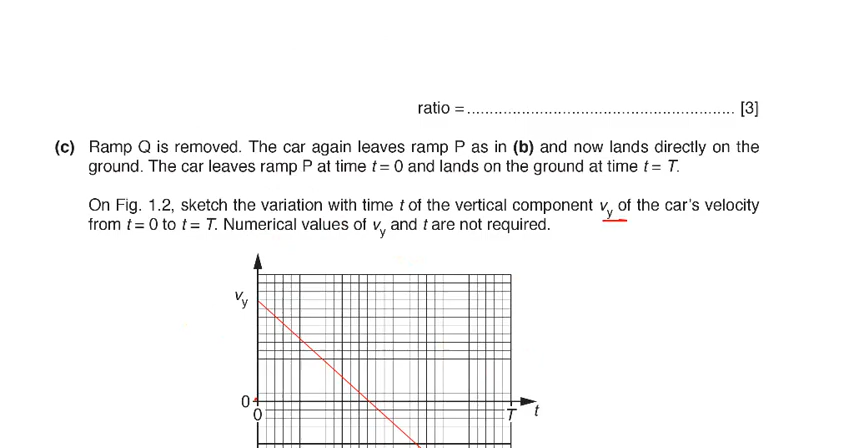 ratio = ............................................................ [3]
(c) Ramp Q is removed. The car again leaves ramp P as in (b) and now lands directly on the
ground. The car leaves ramp P at time t = 0 and lands on the ground at time t = T.
On Fig. 1.2, sketch the variation with time t of the vertical component vy of the car's velocity
from t = 0 to t = T. Numerical values of vy and t are not required.
vy
0
0
T t